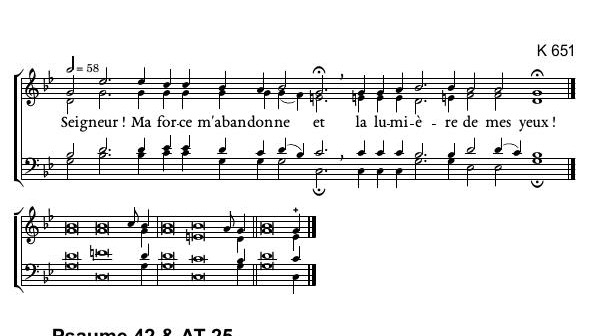 K 651
= 58
Seigneur ! Ma for-ce m'abandonne et la lu-mi-è-re de mes yeux !
Psaume 42 & AT 25